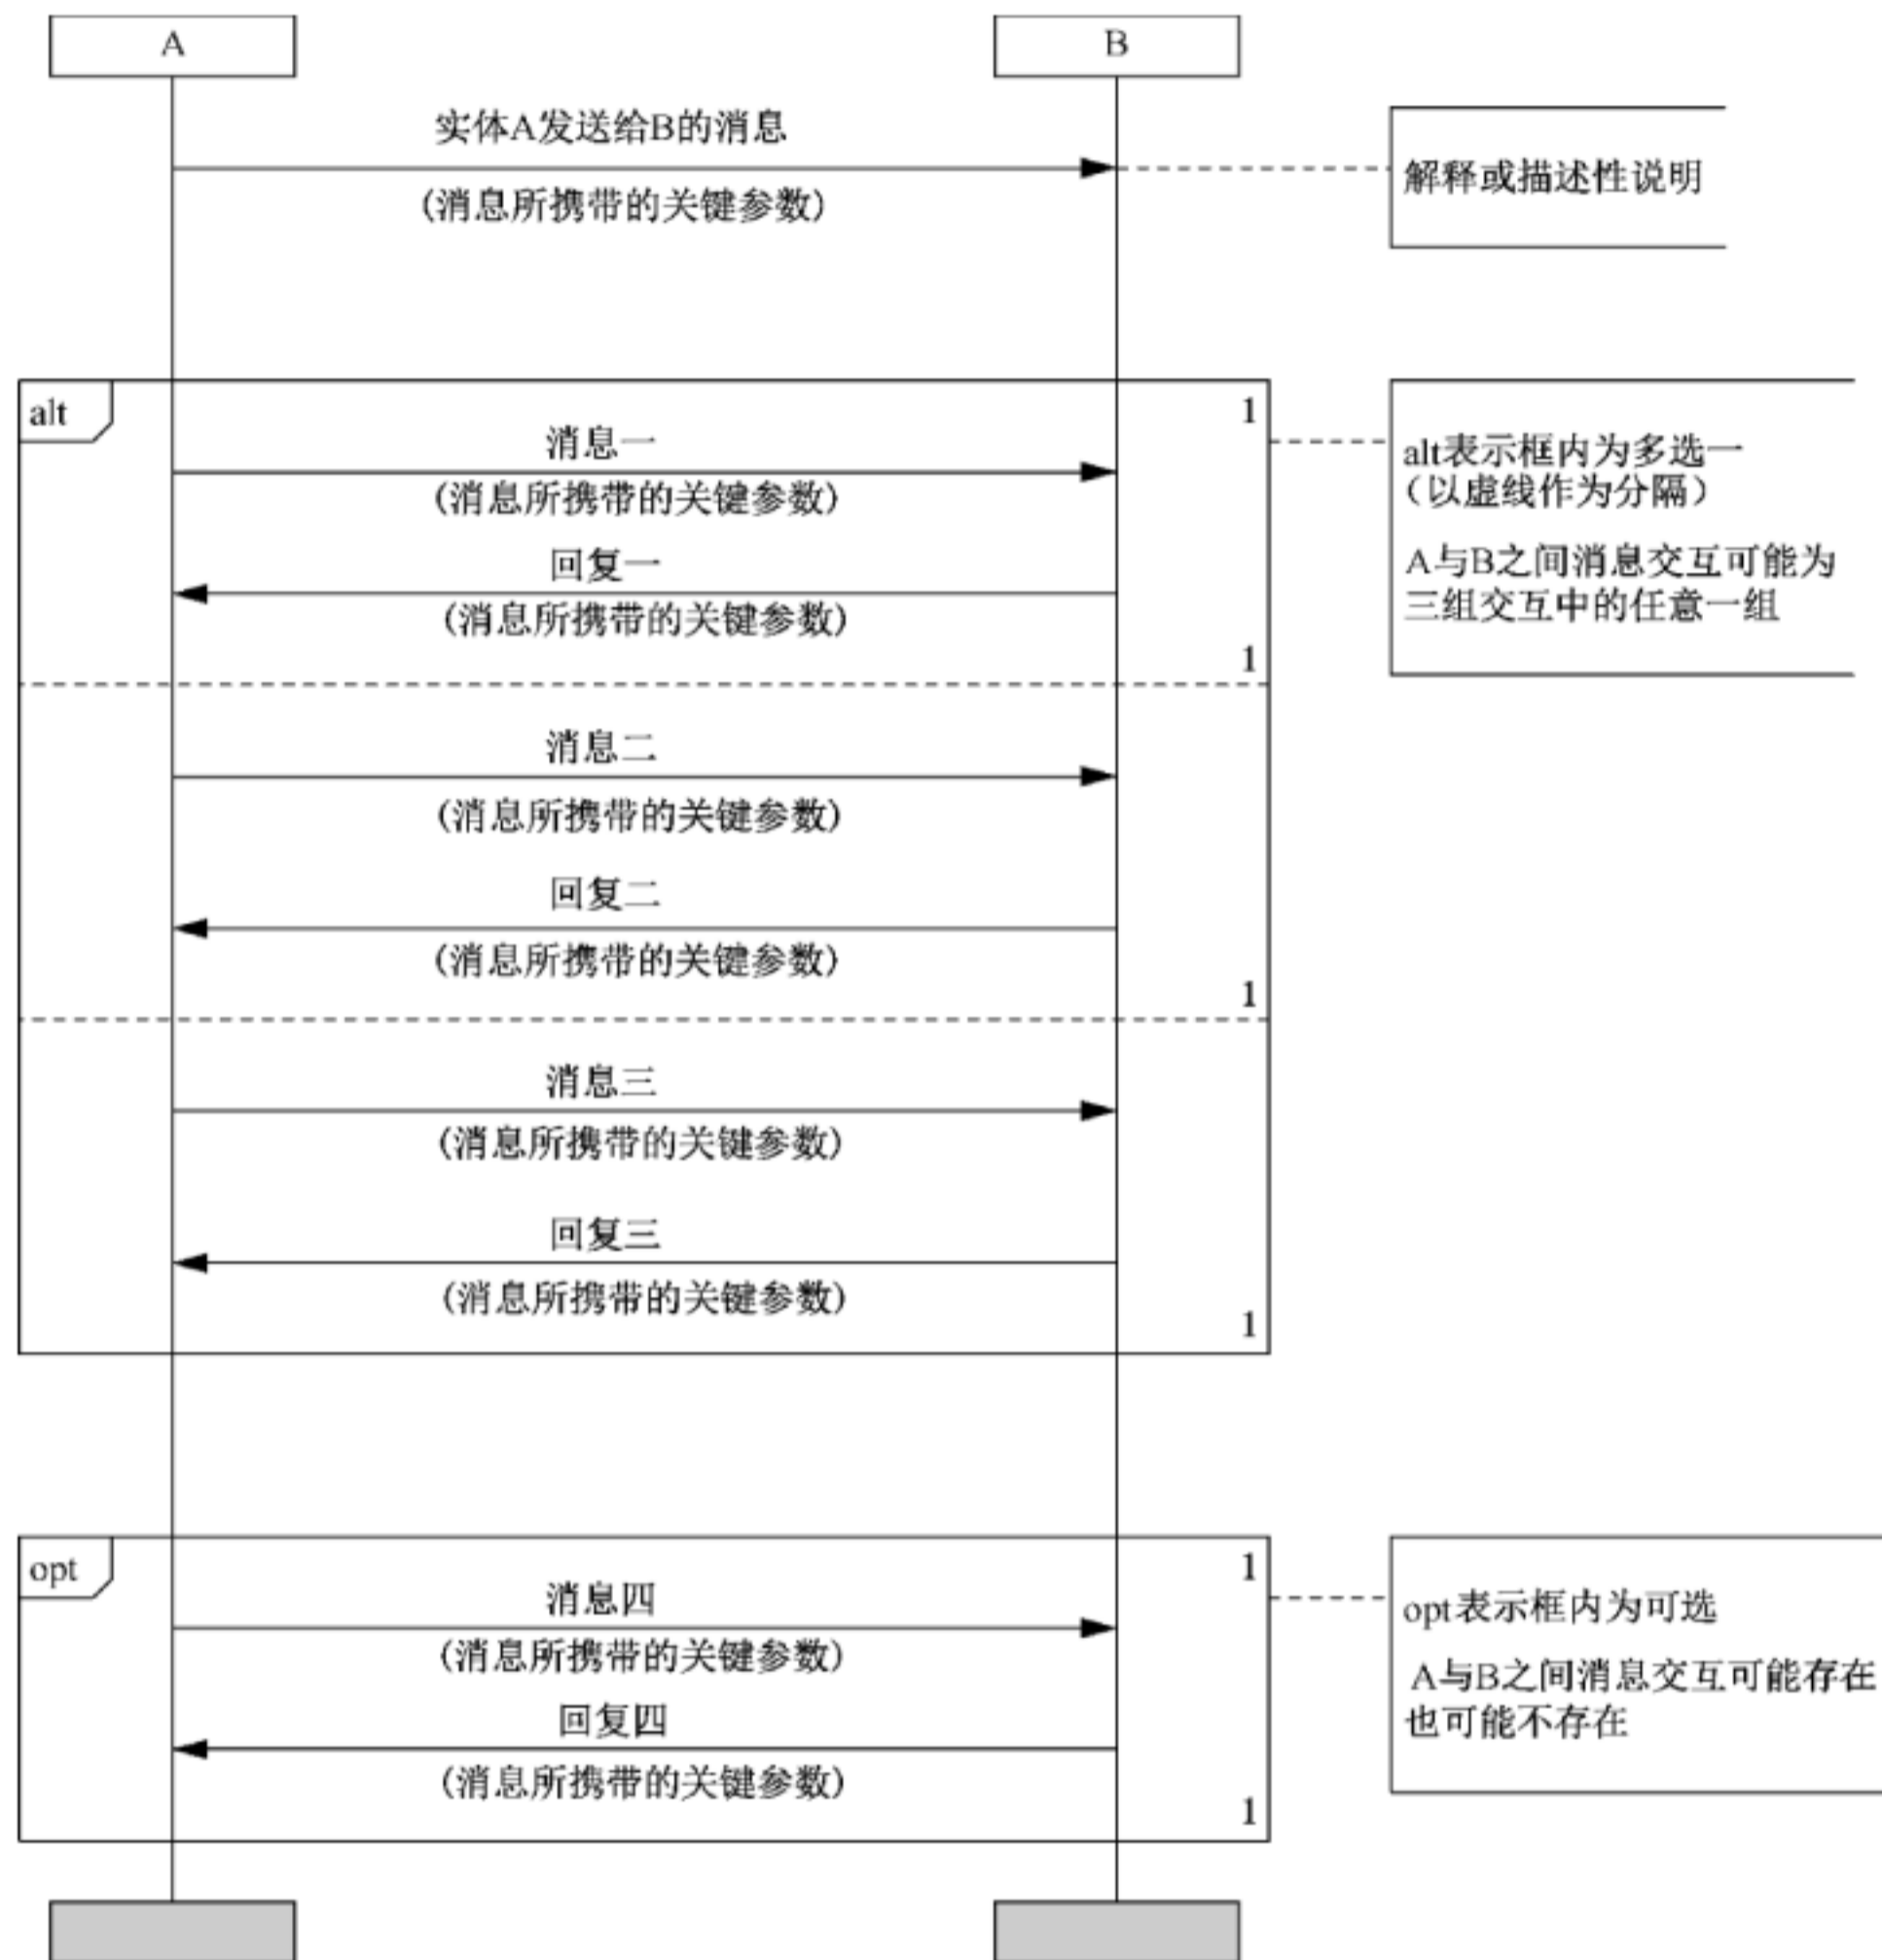 A
B
实体A发送给B的消息
(消息所携带的关键参数)
解释或描述性说明
alt
1
消息一
(消息所携带的关键参数)
回复一
(消息所携带的关键参数)
1
alt表示框内为多选一
（以虚线作为分隔）
A与B之间消息交互可能为
三组交互中的任意一组
消息二
(消息所携带的关键参数)
回复二
(消息所携带的关键参数)
1
消息三
(消息所携带的关键参数)
回复三
(消息所携带的关键参数)
1
opt
1
消息四
(消息所携带的关键参数)
回复四
(消息所携带的关键参数)
1
opt表示框内为可选
A与B之间消息交互可能存在
也可能不存在